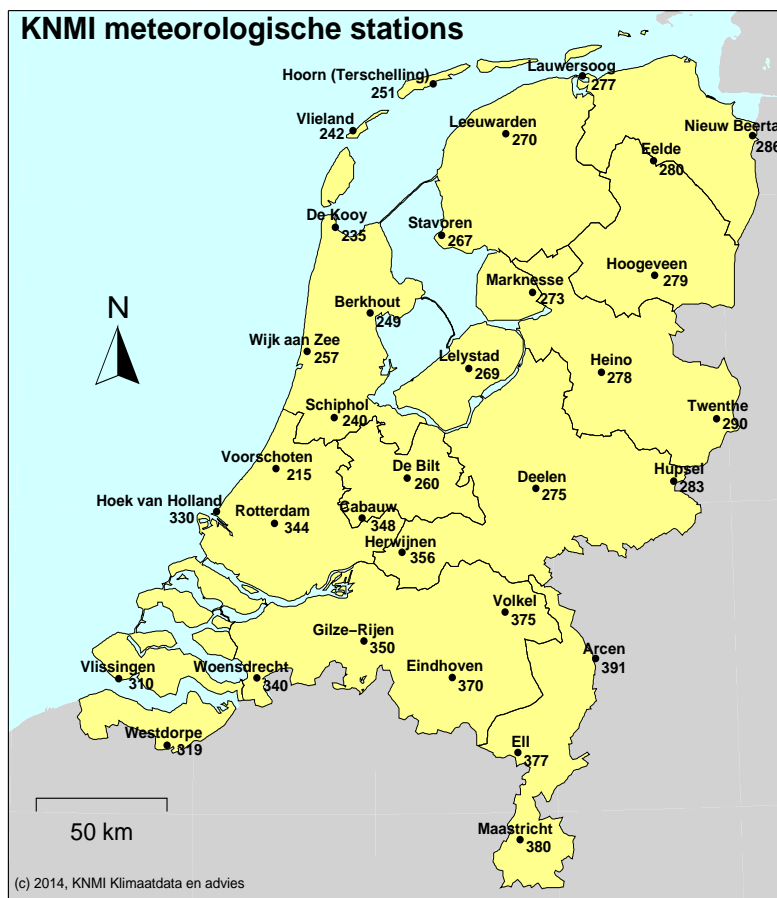 KNMI meteorologische stations
Lauwersoog
277
Hoorn (Terschelling)
251
Vlieland
242
Leeuwarden
270
Nieuw Beerta
286
Eelde
280
De Kooy
235
Stavoren
267
Hoogeveen
279
Marknesse
273
Berkhout
249
N
Wijk aan Zee
257
Lelystad
269
Heino
278
Schiphol
240
Twenthe
290
Voorschoten
215
De Bilt
260
Deelen
275
Hupsel
283
Hoek van Holland
330
Rotterdam
344
Cabauw
348
Herwijnen
356
Volkel
375
Gilze−Rijen
350
Arcen
391
Vlissingen
310
Woensdrecht
340
Eindhoven
370
Westdorpe
319
Ell
377
50 km
Maastricht
380
(c) 2014, KNMI Klimaatdata en advies